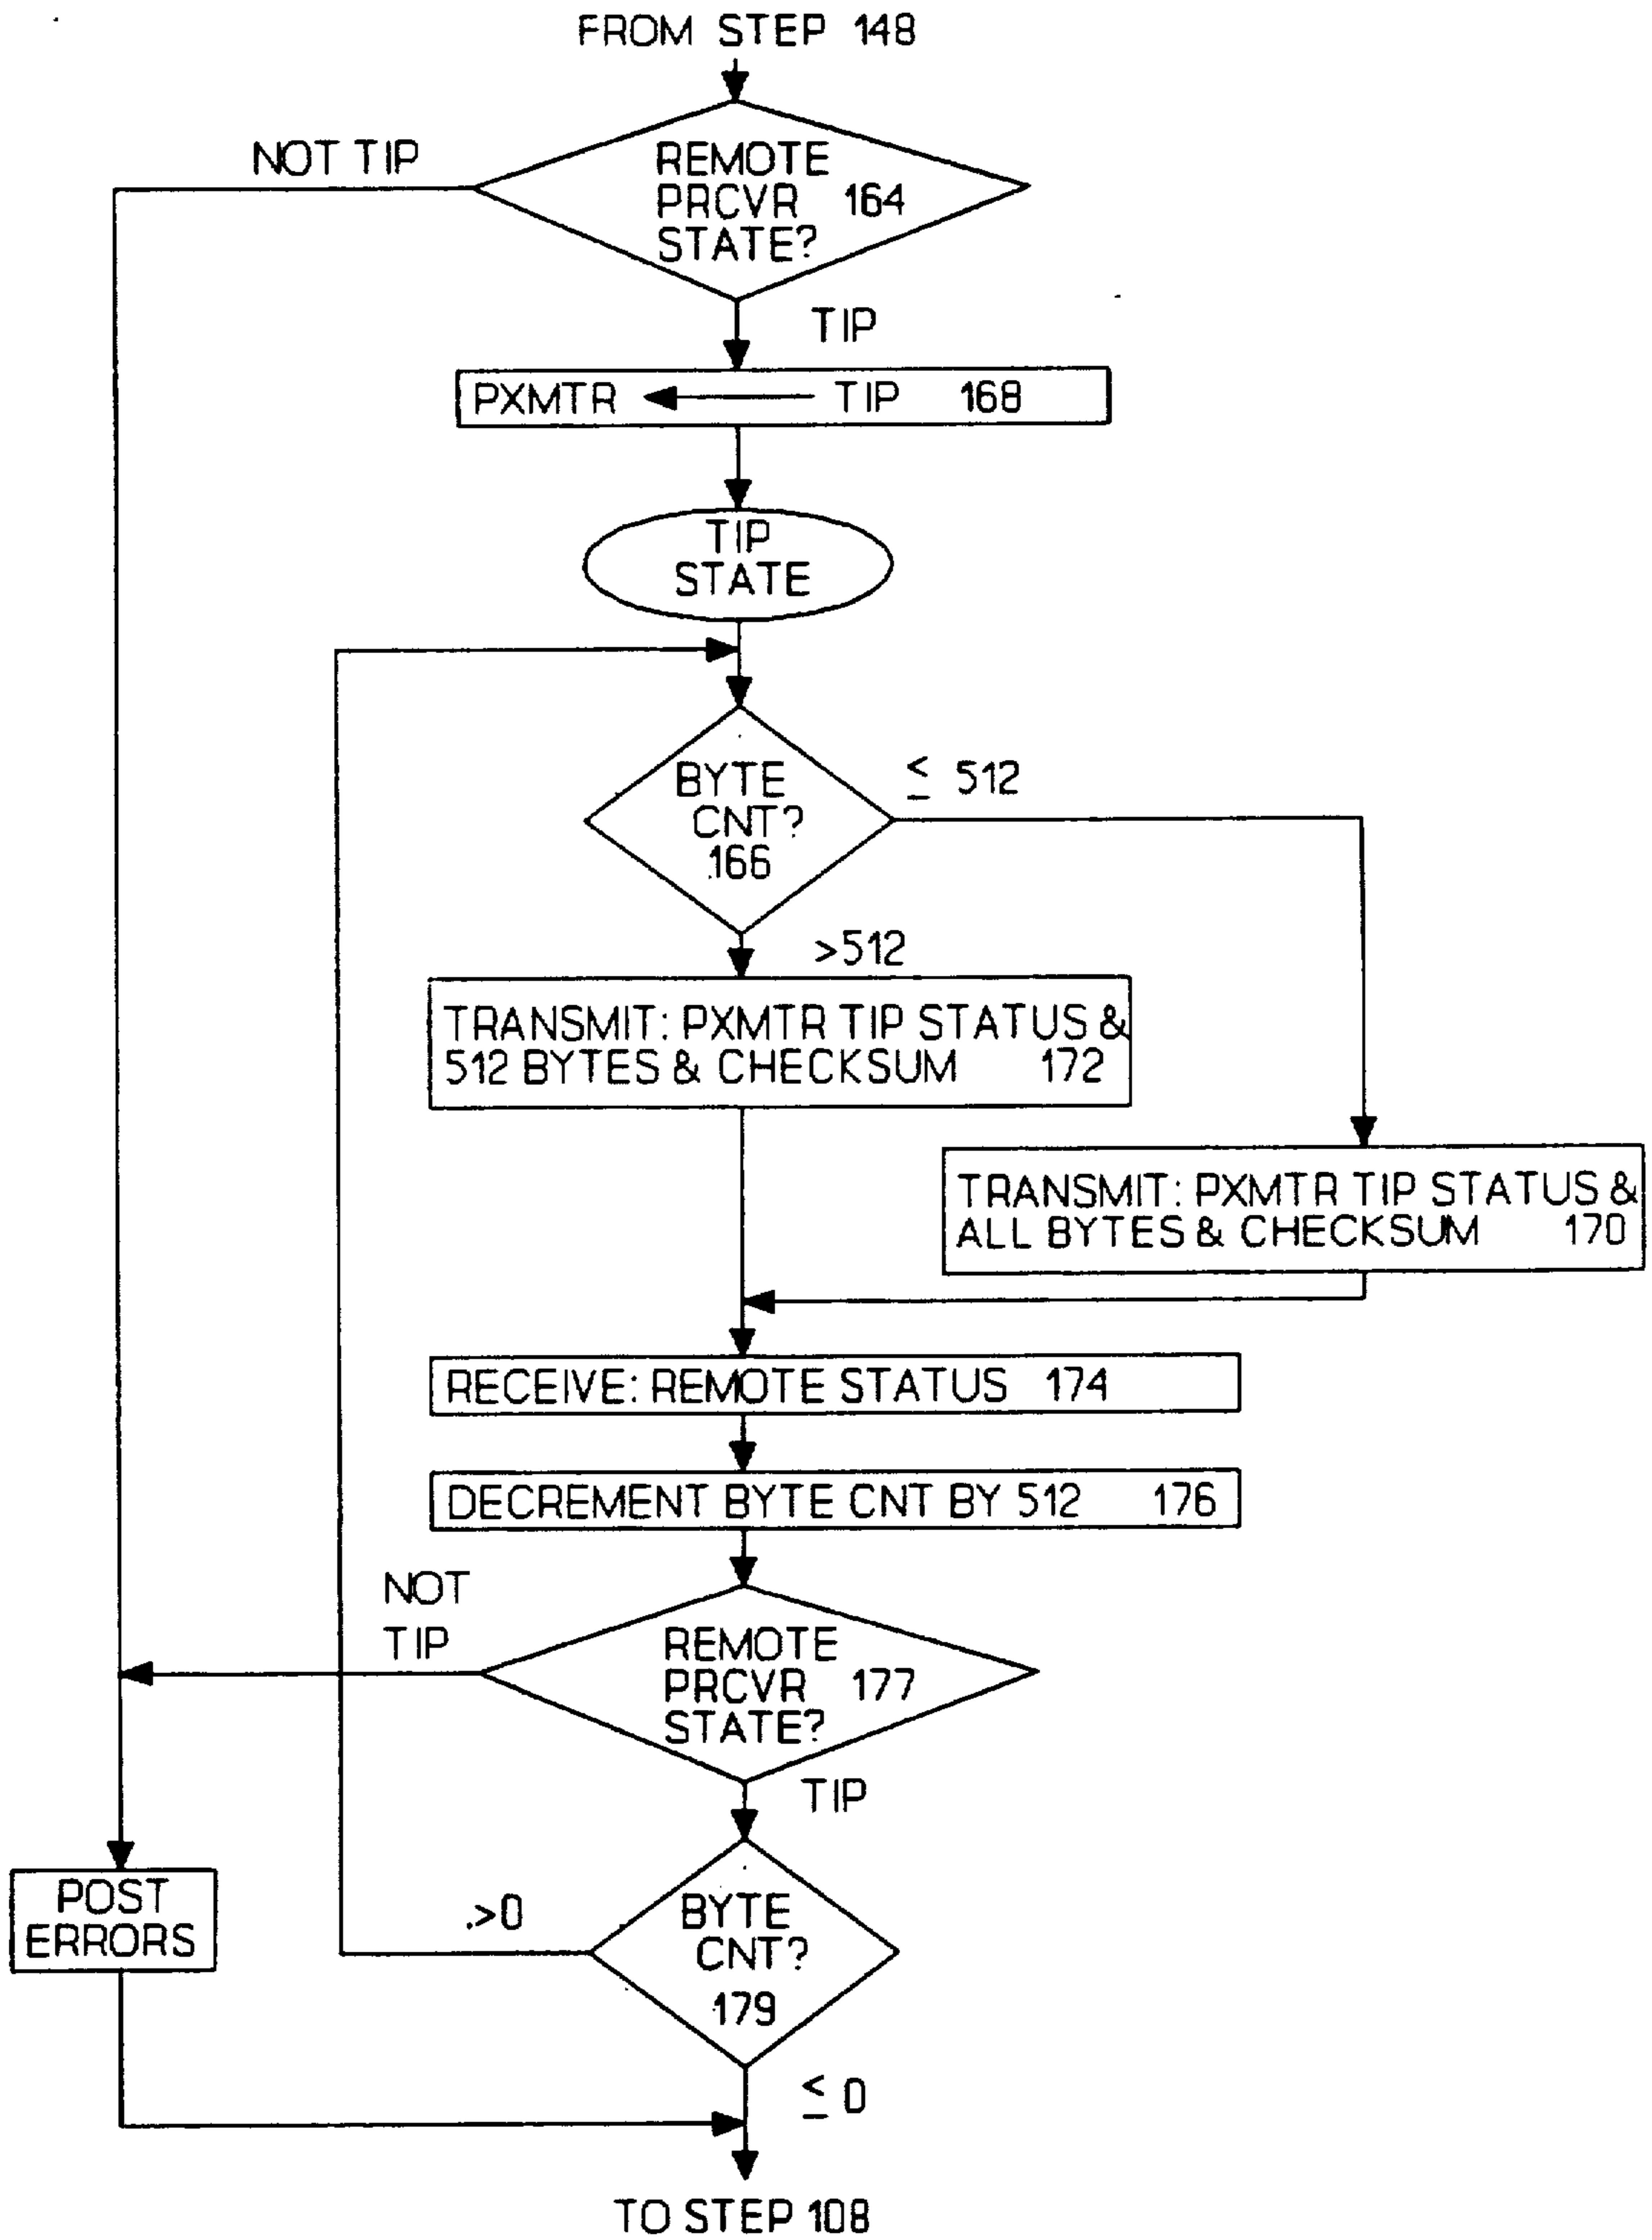 FROM STEP 148
NOT TIP
REMOTE
PRCVR 164
STATE?
TIP
PXMTR TIP 168
TIP
STATE
BYTE
CNT?
166
≤ 512
>512
TRANSMIT: PXMTR TIP STATUS &
512 BYTES & CHECKSUM 172
TRANSMIT: PXMTR TIP STATUS &
ALL BYTES & CHECKSUM 170
RECEIVE: REMOTE STATUS 174
DECREMENT BYTE CNT BY 512 176
NOT
TIP
REMOTE
PRCVR 177
STATE?
TIP
POST
ERRORS
>0
BYTE
CNT?
179
≤ 0
TO STEP 108